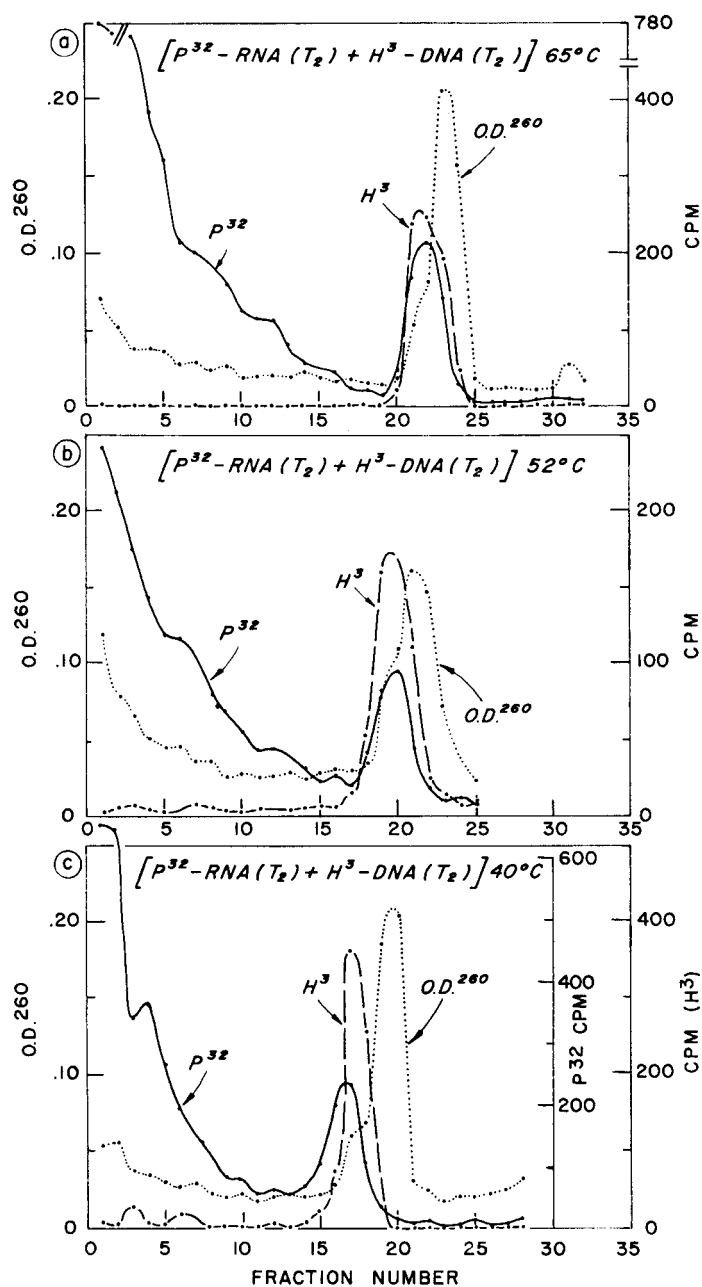 a
[P³²-RNA(T₂) + H³-DNA(T₂)] 65°C
780
.20
400
O.D.²⁶⁰
H³
P³²
O.D.²⁶⁰
.10
200
CPM
0
0
0 5 10 15 20 25 30 35
b
[P³²-RNA(T₂) + H³-DNA(T₂)] 52°C
.20
200
H³
P³²
O.D.²⁶⁰
O.D.²⁶⁰
.10
100
CPM
0
0
0 5 10 15 20 25 30 35
c
[P³²-RNA(T₂) + H³-DNA(T₂)] 40°C
600
.20
400
H³
O.D.²⁶⁰
400
P³²
O.D.²⁶⁰
P³² CPM
CPM (H³)
.10
200
200
0
0
0 5 10 15 20 25 30 35
FRACTION NUMBER